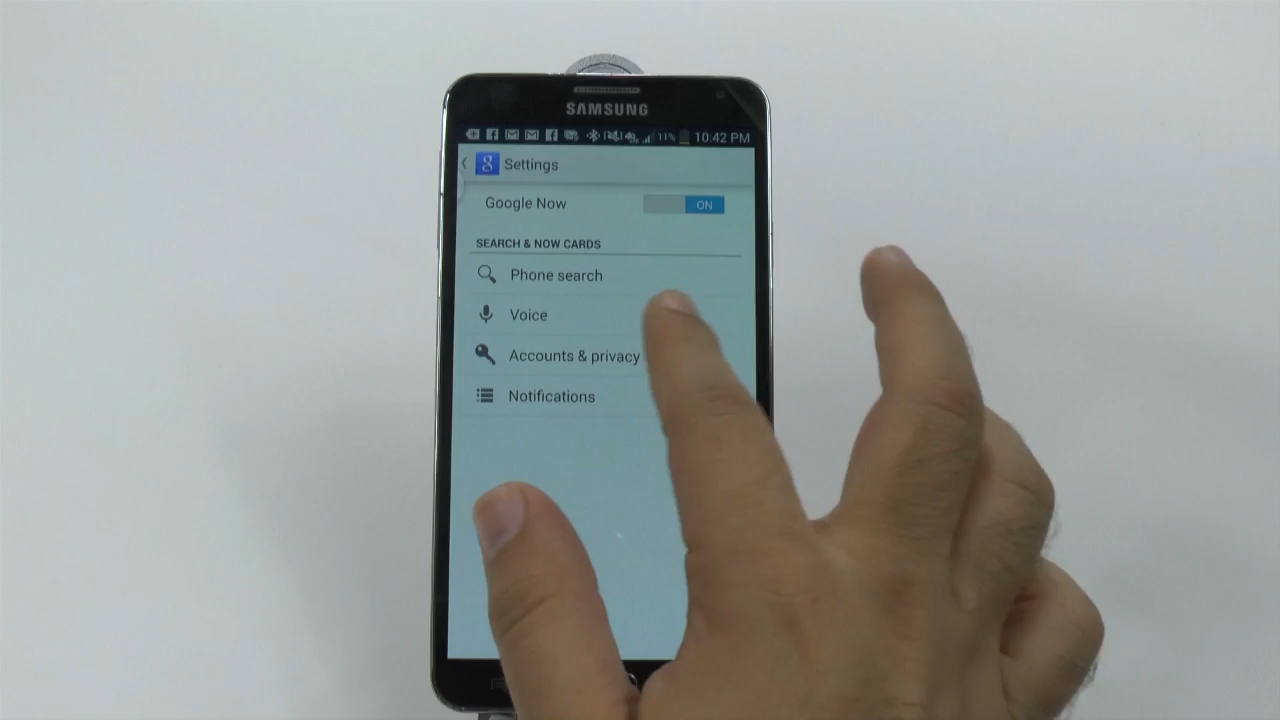 SAMSUNG
11% 10:42 PM
Settings
Google Now ON
SEARCH & NOW CARDS
Phone search
Voice
Accounts & privacy
Notifications